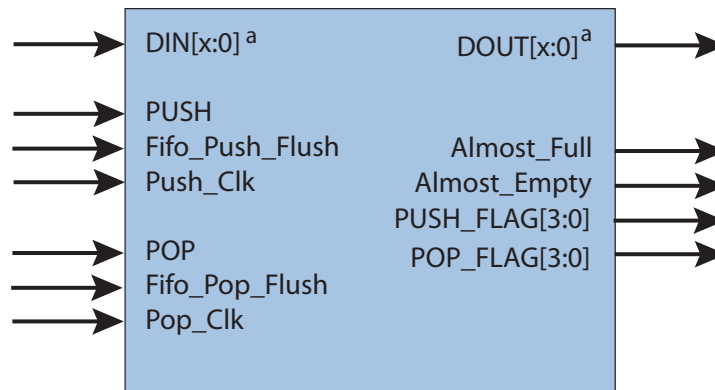 DIN[x:0] a
DOUT[x:0] a
PUSH
Fifo_Push_Flush
Almost_Full
Push_Clk
Almost_Empty
PUSH_FLAG[3:0]
POP
POP_FLAG[3:0]
Fifo_Pop_Flush
Pop_Clk